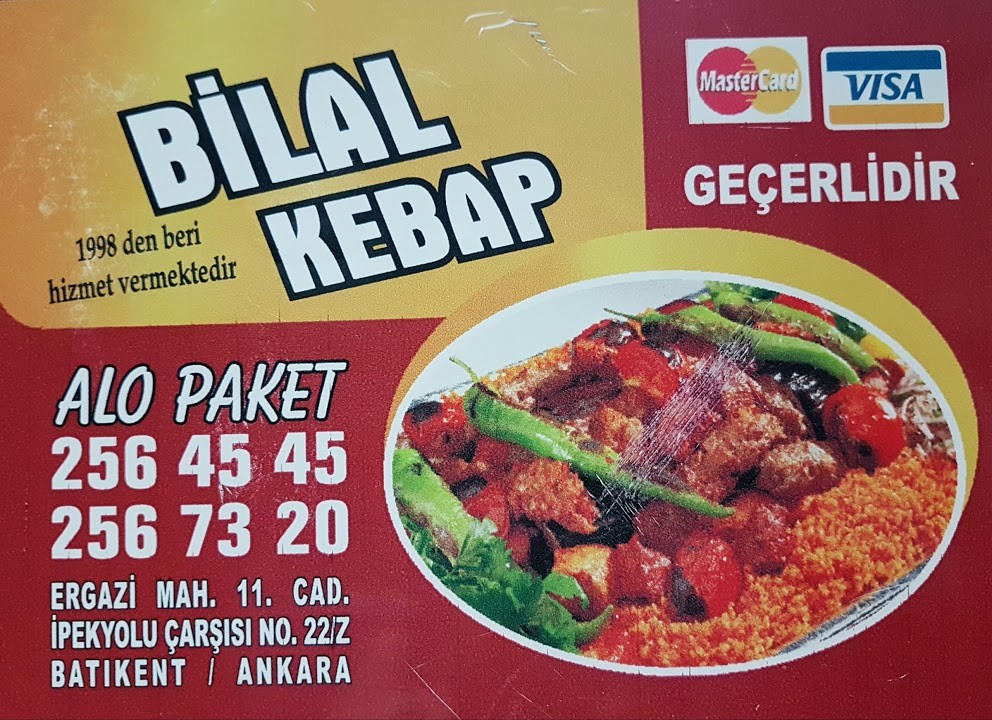 BİLAL
KEBAP
1998 den beri
hizmet vermektedir
MasterCard
VISA
GEÇERLİDİR
ALO PAKET
256 45 45
256 73 20
ERGAZİ MAH. 11. CAD.
İPEKYOLU ÇARŞISI NO. 22/Z
BATIKENT / ANKARA